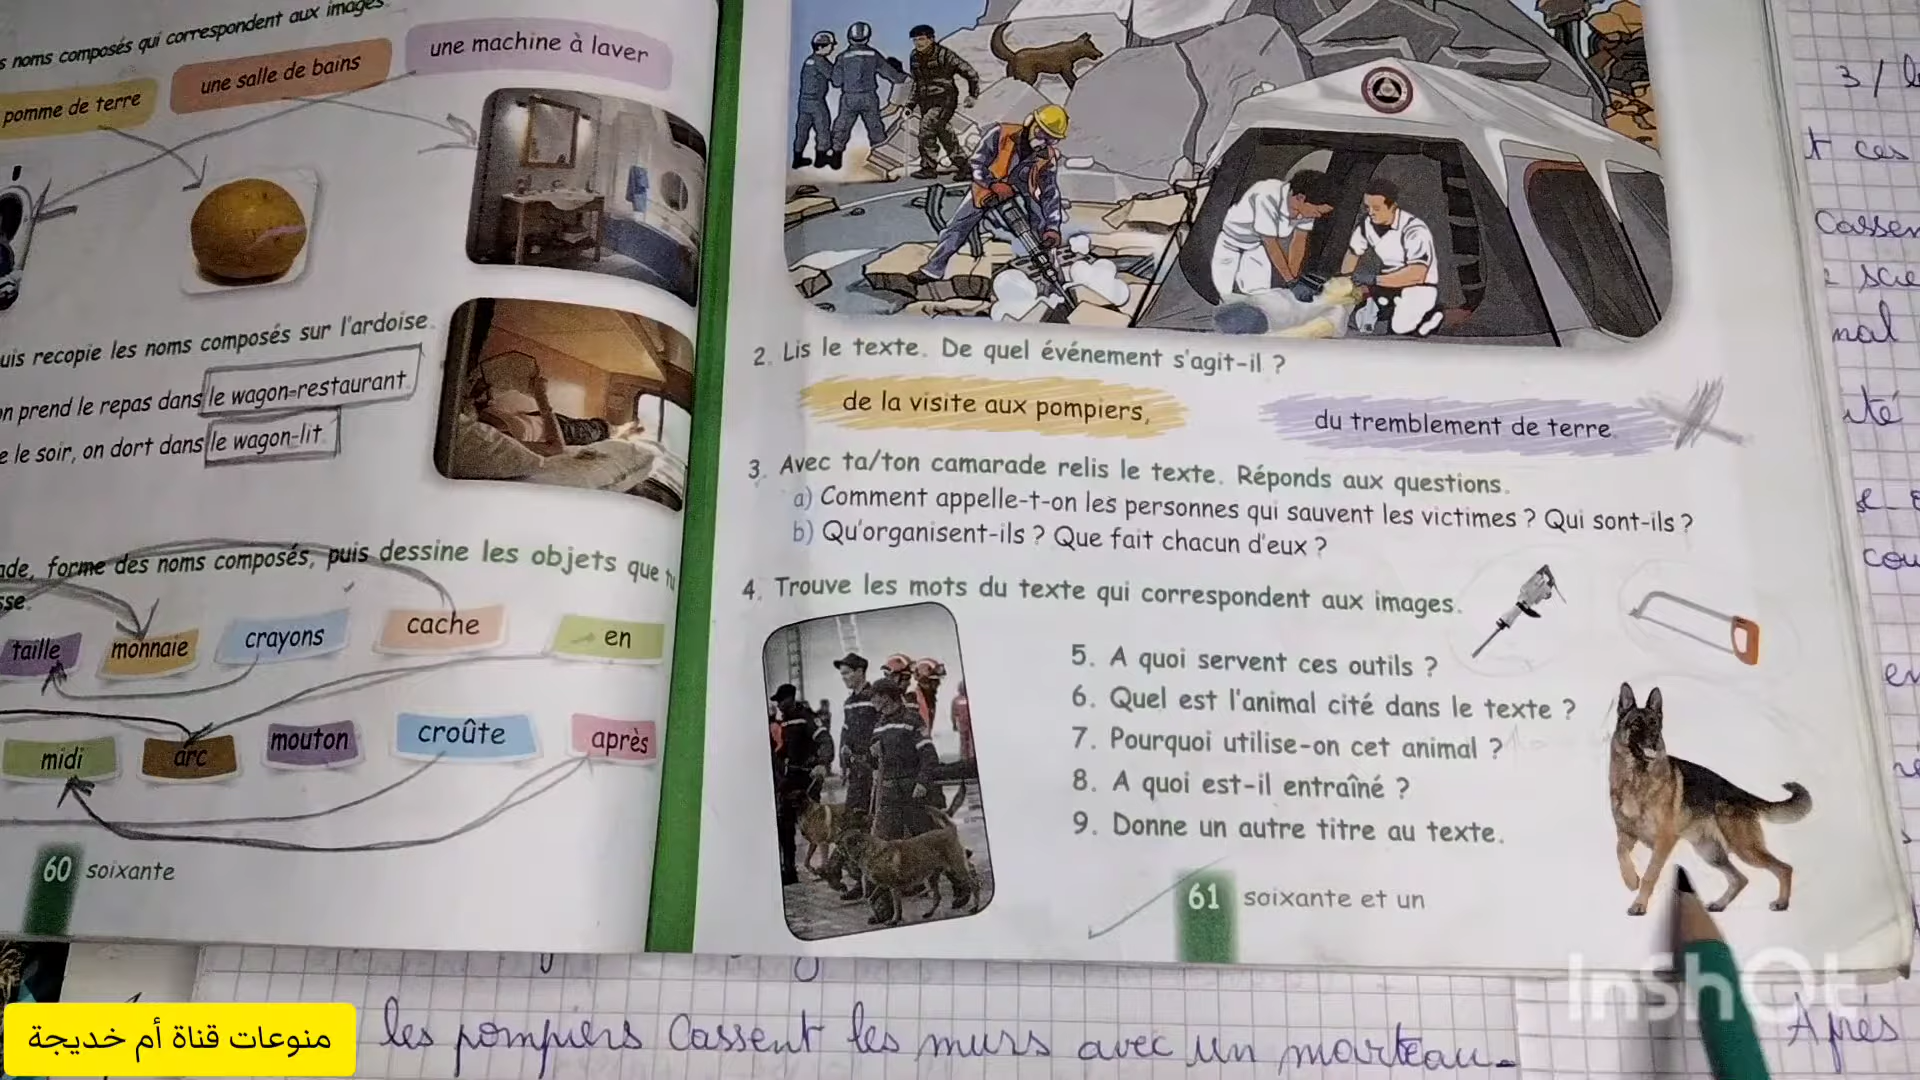 noms composés qui correspondent aux images
pomme de terre
une salle de bains
une machine à laver
uis recopie les noms composés sur l'ardoise.
n prend le repas dans le wagon-restaurant.
e le soir, on dort dans le wagon-lit.
ade, forme des noms composés, puis dessine les objets que tu
sse.
taille
monnaie
crayons
cache
en
midi
arc
mouton
croûte
après
60 soixante
2. Lis le texte. De quel événement s'agit-il ?
de la visite aux pompiers,
du tremblement de terre.
3. Avec ta/ton camarade relis le texte. Réponds aux questions.
a) Comment appelle-t-on les personnes qui sauvent les victimes ? Qui sont-ils ?
b) Qu'organisent-ils ? Que fait chacun d'eux ?
4. Trouve les mots du texte qui correspondent aux images.
5. A quoi servent ces outils ?
6. Quel est l'animal cité dans le texte ?
7. Pourquoi utilise-on cet animal ?
8. A quoi est-il entraîné ?
9. Donne un autre titre au texte.
61 soixante et un
3/
ces
Casser
scie
mal
cou
InShOt
منوعات قناة أم خديجة
les pompiers cassent les murs avec un marteau.
Après